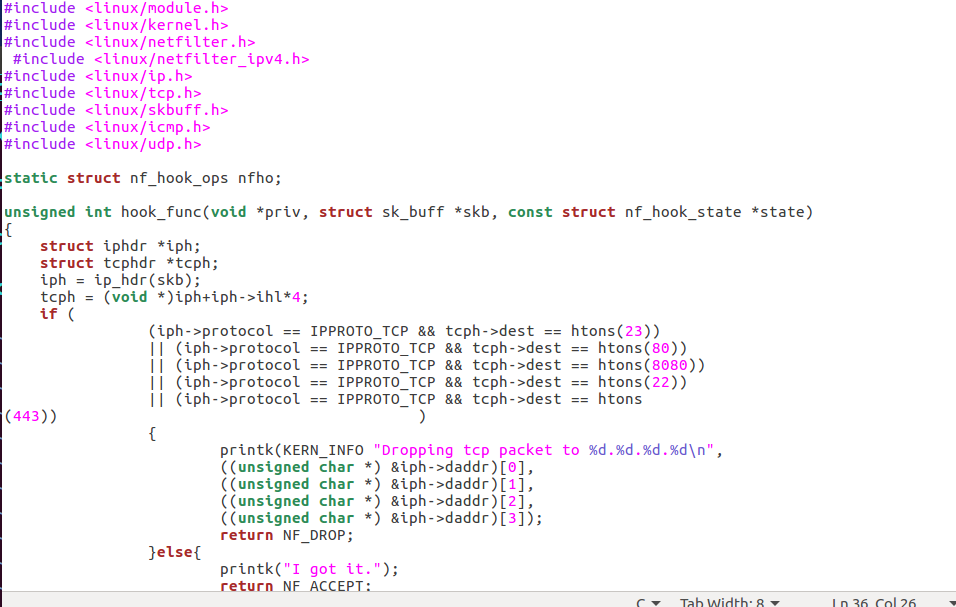 #include <linux/module.h>
#include <linux/kernel.h>
#include <linux/netfilter.h>
 #include <linux/netfilter_ipv4.h>
#include <linux/ip.h>
#include <linux/tcp.h>
#include <linux/skbuff.h>
#include <linux/icmp.h>
#include <linux/udp.h>

static struct nf_hook_ops nfho;

unsigned int hook_func(void *priv, struct sk_buff *skb, const struct nf_hook_state *state)
{
    struct iphdr *iph;
    struct tcphdr *tcph;
    iph = ip_hdr(skb);
    tcph = (void *)iph+iph->ihl*4;
    if (
                (iph->protocol == IPPROTO_TCP && tcph->dest == htons(23))
                || (iph->protocol == IPPROTO_TCP && tcph->dest == htons(80))
                || (iph->protocol == IPPROTO_TCP && tcph->dest == htons(8080))
                || (iph->protocol == IPPROTO_TCP && tcph->dest == htons(22))
                || (iph->protocol == IPPROTO_TCP && tcph->dest == htons
(443))                                        )
                {
                        printk(KERN_INFO "Dropping tcp packet to %d.%d.%d.%d\n",
                        ((unsigned char *) &iph->daddr)[0],
                        ((unsigned char *) &iph->daddr)[1],
                        ((unsigned char *) &iph->daddr)[2],
                        ((unsigned char *) &iph->daddr)[3]);
                        return NF_DROP;
                }else{
                        printk("I got it.");
                        return NF_ACCEPT;
C Tab Width: 8 Ln 36, Col 26